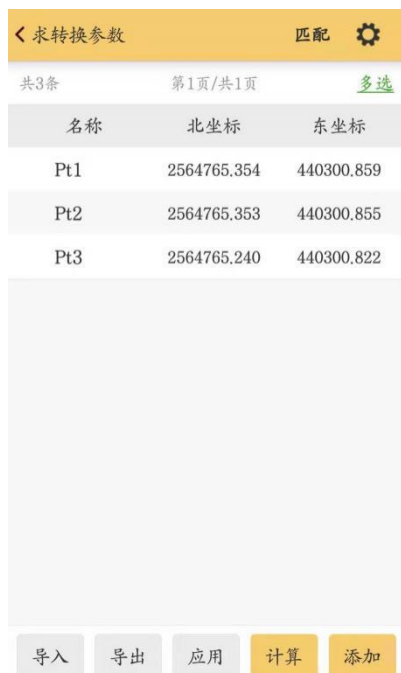 求转换参数 匹配
共3条 第1页/共1页 多选
名称 北坐标 东坐标
Pt1 2564765.354 440300.859
Pt2 2564765.353 440300.855
Pt3 2564765.240 440300.822
导入 导出 应用 计算 添加